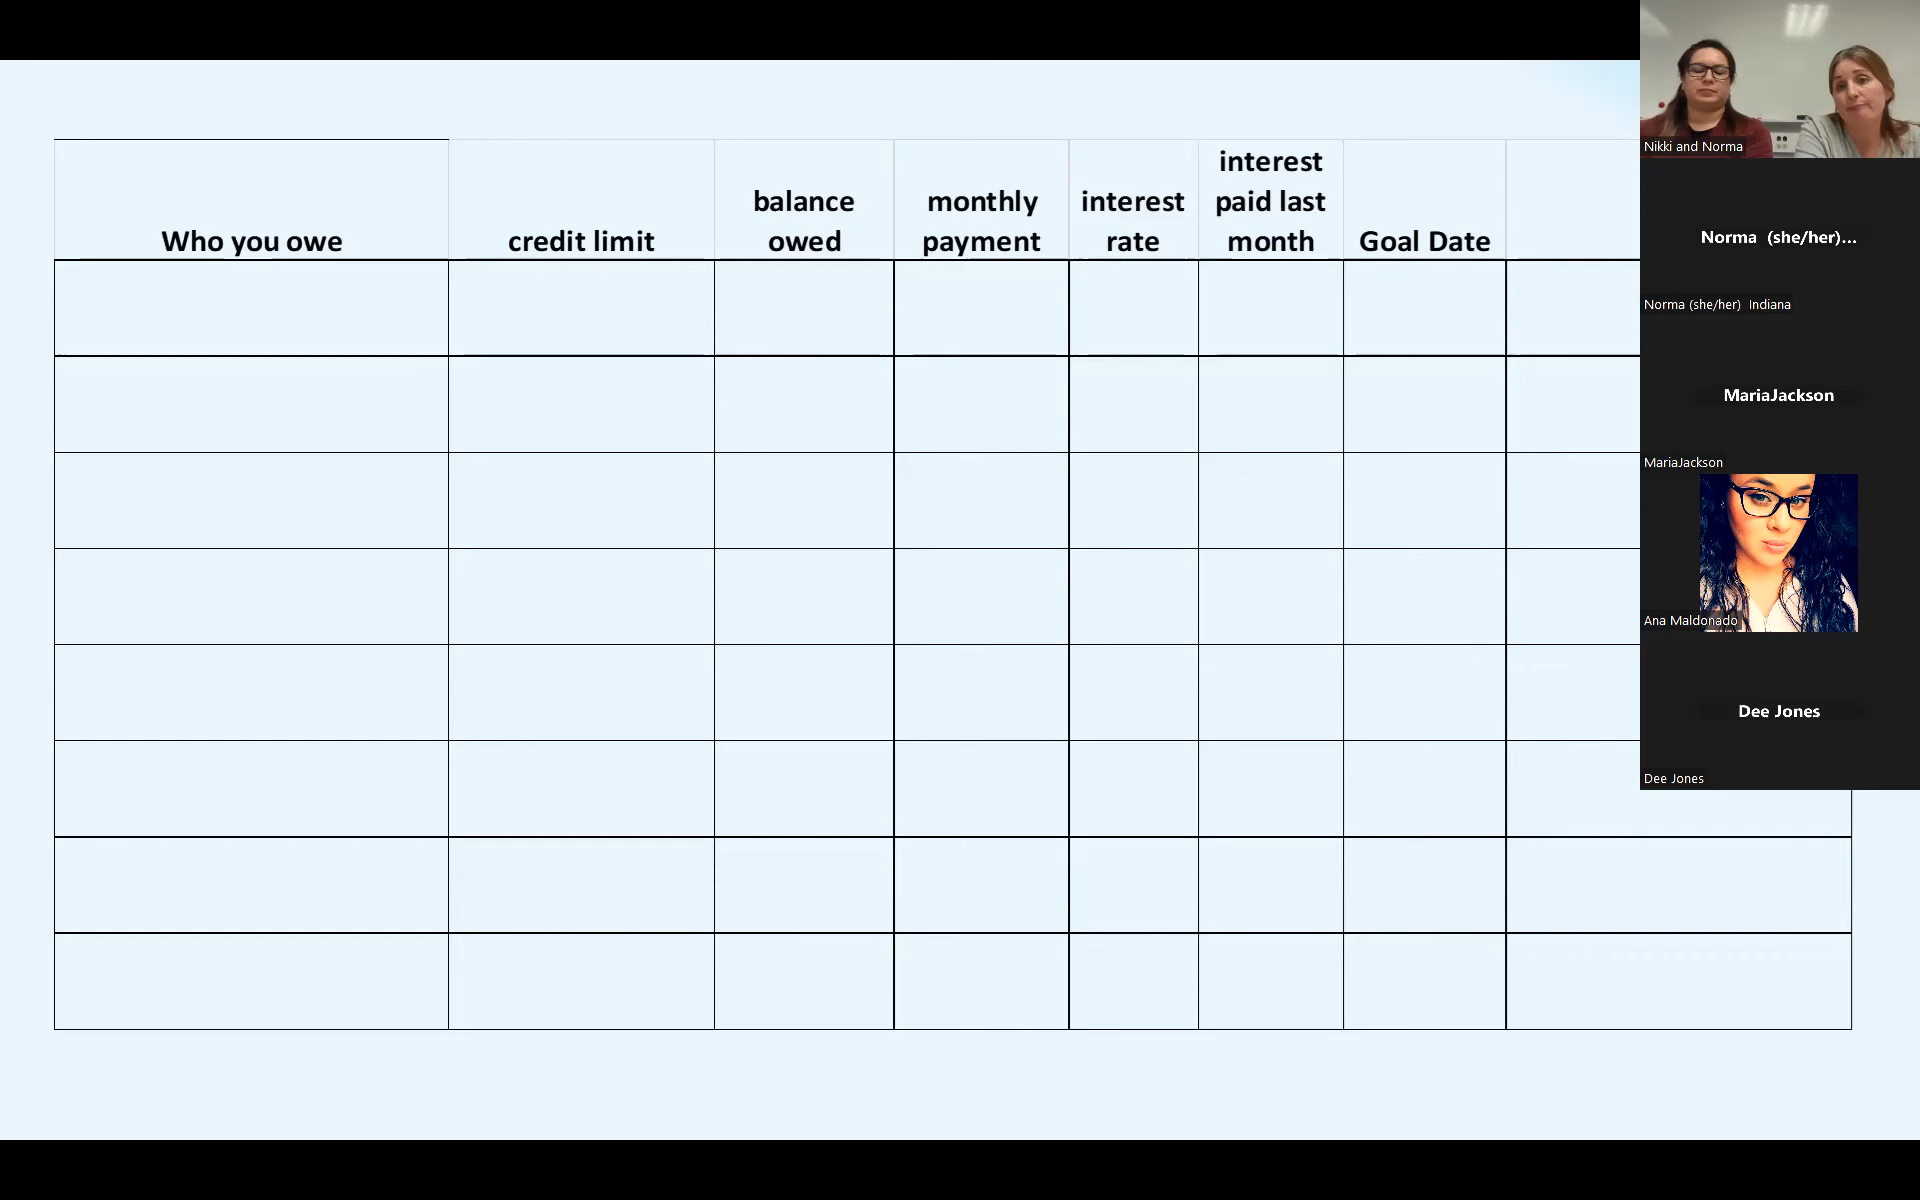 Who you owe
credit limit
balance
owed
monthly
payment
interest
rate
interest
paid last
month
Goal Date
Nikki and Norma
Norma (she/her)...
Norma (she/her) Indiana
MariaJackson
MariaJackson
Ana Maldonado
Dee Jones
Dee Jones